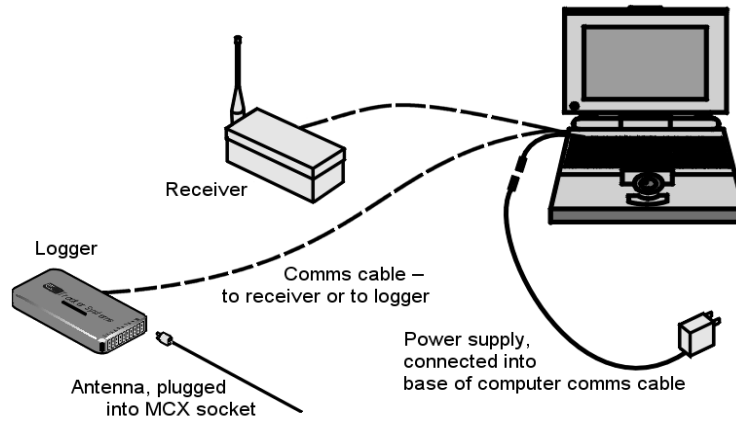 Receiver
Logger
Comms cable –
to receiver or to logger
Power supply,
connected into
base of computer comms cable
Antenna, plugged
into MCX socket